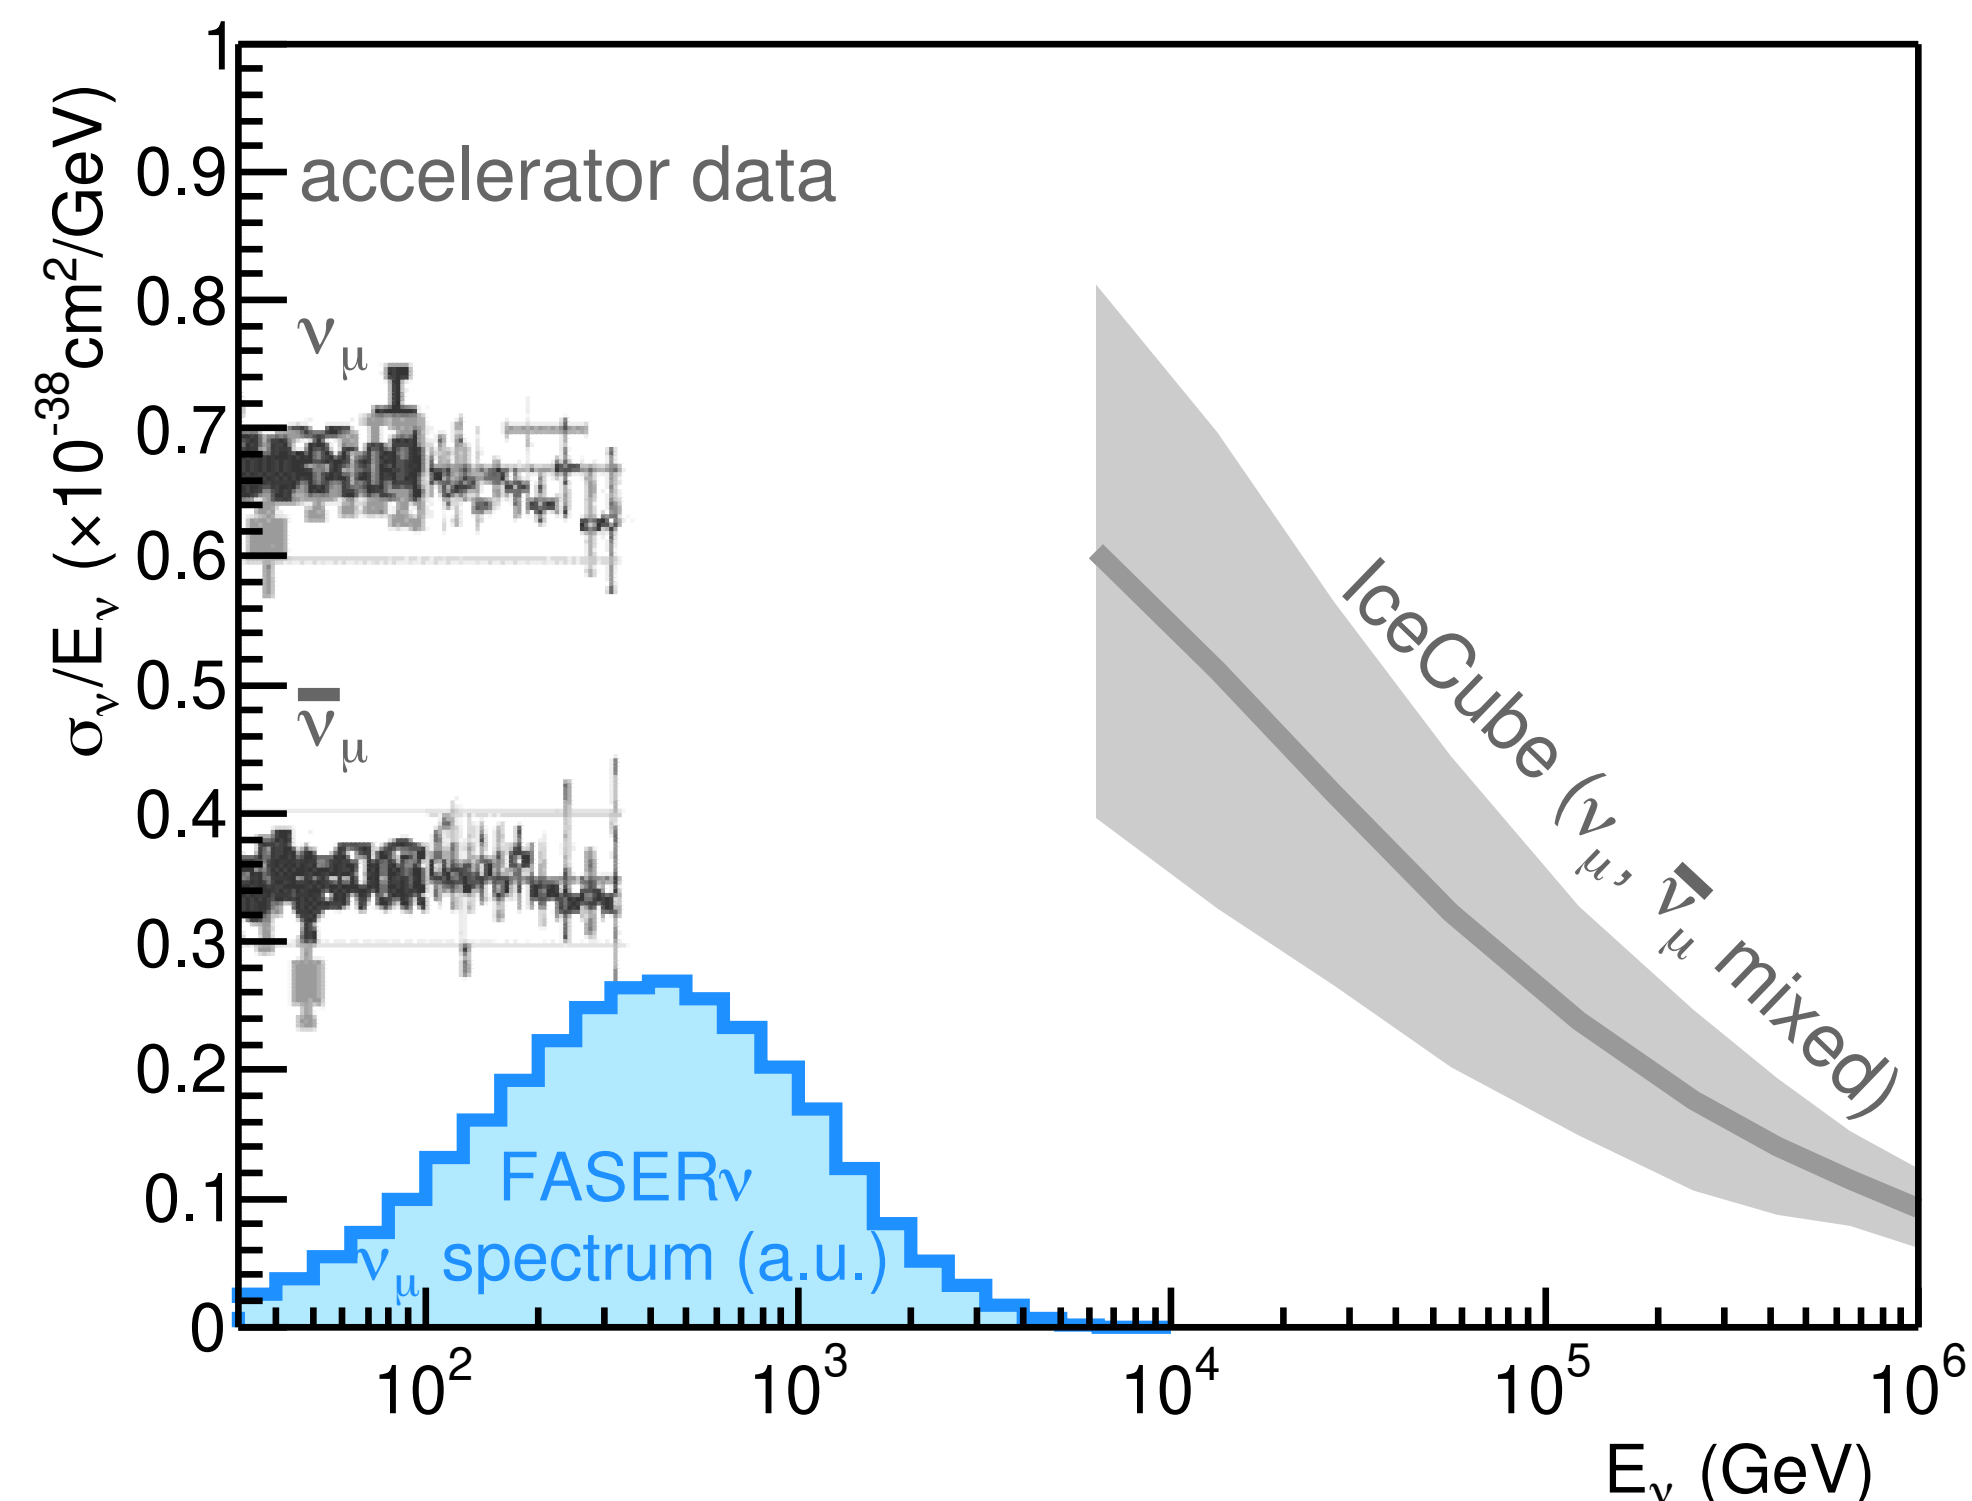 σν/Eν (×10⁻³⁸cm²/GeV)
1
0.9
0.8
0.7
0.6
0.5
0.4
0.3
0.2
0.1
0
accelerator data
νμ
ν̅μ
IceCube (νμ, ν̅μ mixed)
FASERν
νμ spectrum (a.u.)
10² 10³ 10⁴ 10⁵ 10⁶
Eν (GeV)